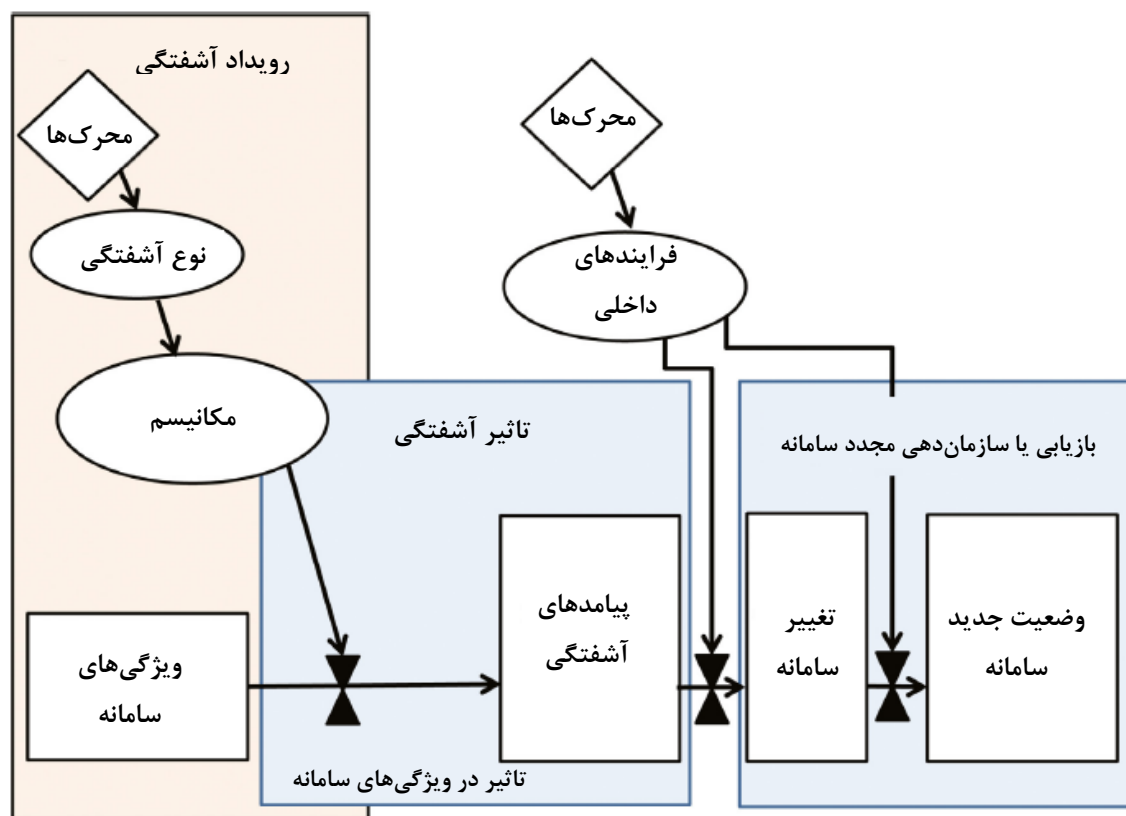 رویداد آشفتگی
محرک‌ها
محرک‌ها
نوع آشفتگی
فرایندهای
داخلی
مکانیسم
تاثیر آشفتگی
بازیابی یا سازمان‌دهی مجدد سامانه
ویژگی‌های
سامانه
پیامدهای
آشفتگی
تغییر
سامانه
وضعیت جدید
سامانه
تاثیر در ویژگی‌های سامانه